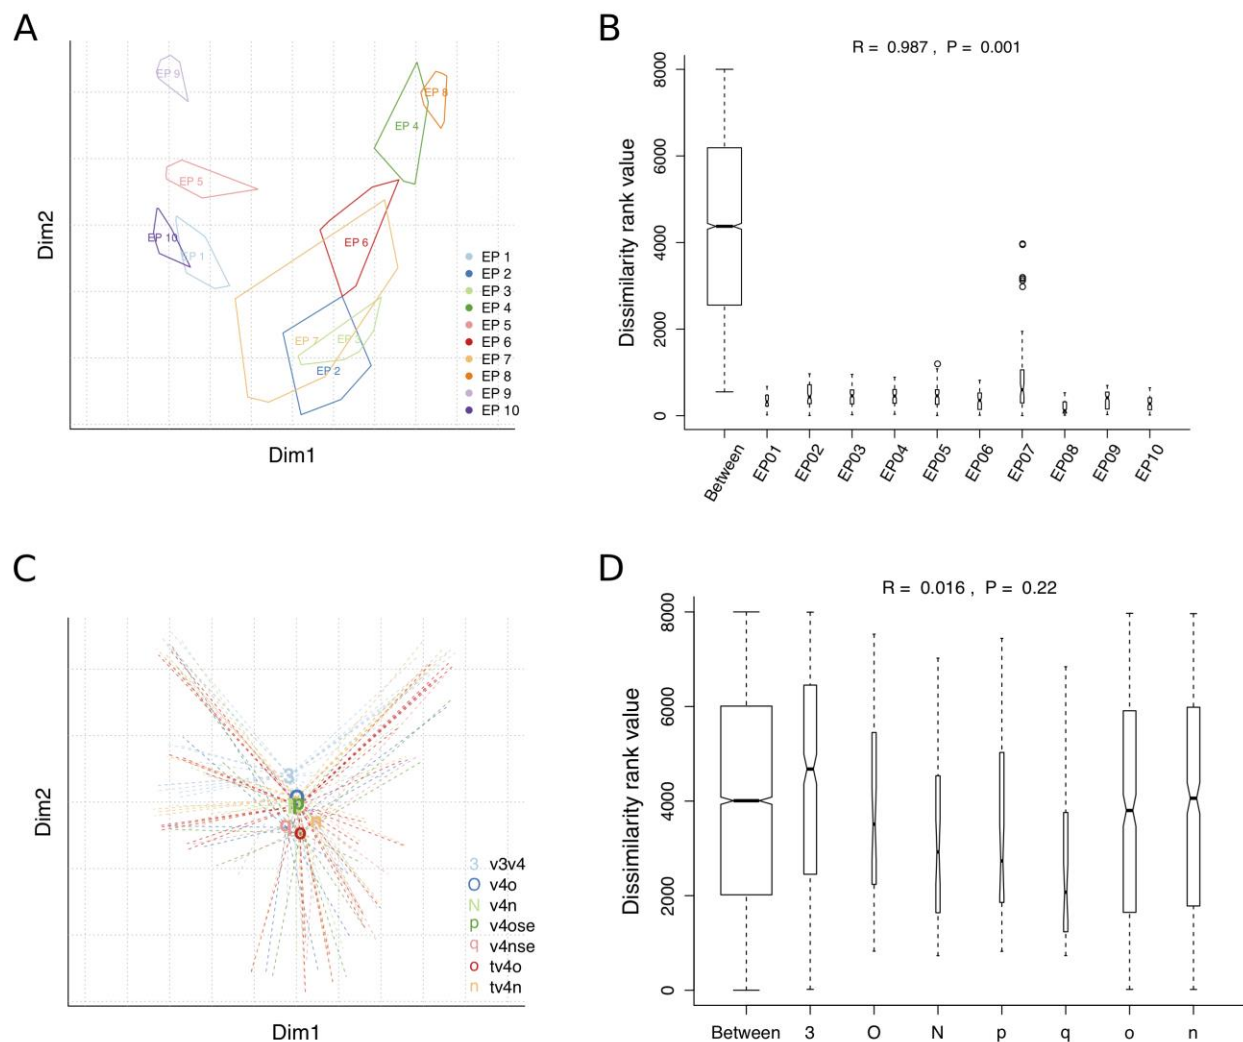 A
EP 9
EP 8
EP 4
EP 5
EP 10
EP 1
EP 6
EP 7
EP 3
EP 2
EP 1
EP 2
EP 3
EP 4
EP 5
EP 6
EP 7
EP 8
EP 9
EP 10
Dim2
Dim1
B
R = 0.987 , P = 0.001
Dissimilarity rank value
8000
6000
4000
2000
0
Between
EP01
EP02
EP03
EP04
EP05
EP06
EP07
EP08
EP09
EP10
C
3
O
p
q
n
o
3 v3v4
O v4o
N v4n
p v4ose
q v4nse
o tv4o
n tv4n
Dim2
Dim1
D
R = 0.016 , P = 0.22
Dissimilarity rank value
8000
6000
4000
2000
0
Between 3 O N p q o n